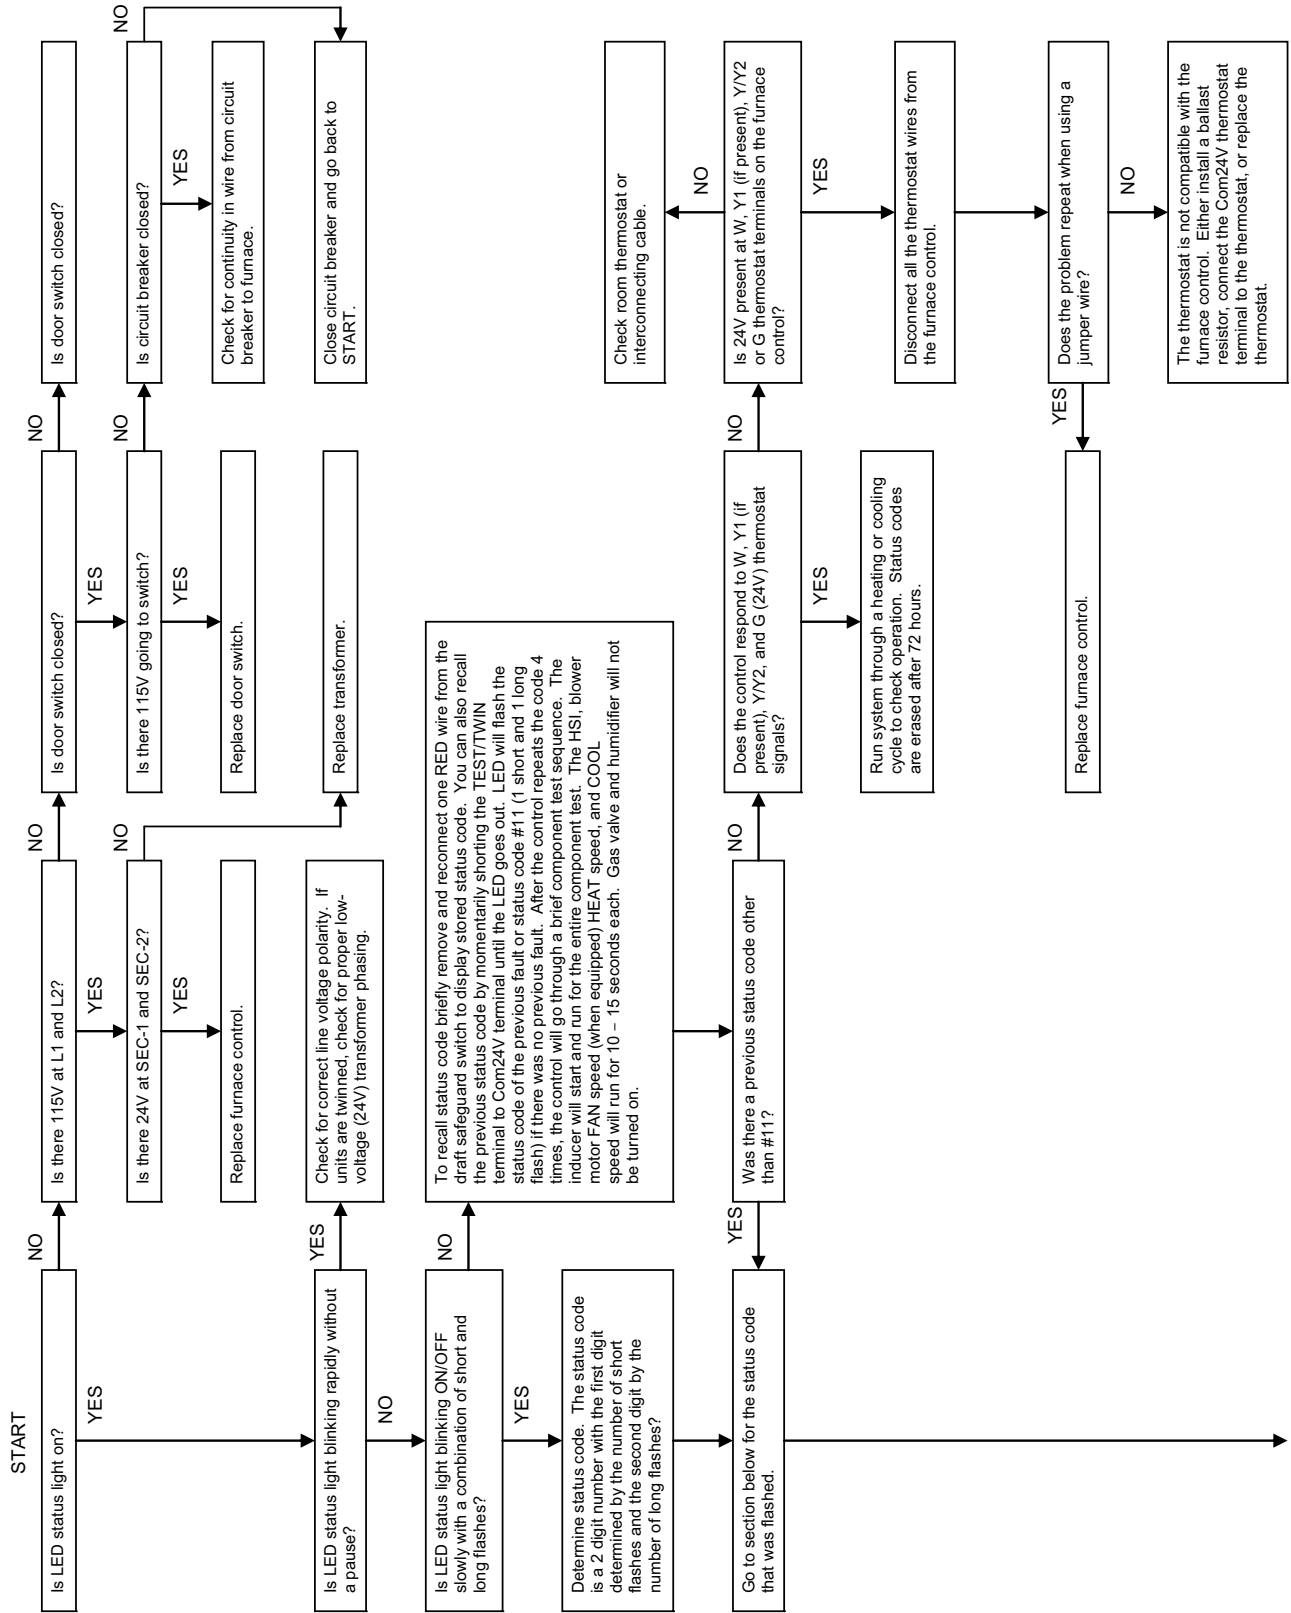 START
Is LED status light on?
NO
Is there 115V at L1 and L2?
NO
Is door switch closed?
NO
Is door switch closed?
YES
YES
YES
Is there 24V at SEC-1 and SEC-2?
NO
Is there 115V going to switch?
NO
Is circuit breaker closed?
NO
YES
YES
YES
Replace furnace control.
Replace door switch.
Check for continuity in wire from circuit
breaker to furnace.
Is LED status light blinking rapidly without
a pause?
YES
Check for correct line voltage polarity.  If
units are twinned, check for proper low-
voltage (24V) transformer phasing.
Replace transformer.
Close circuit breaker and go back to
START.
NO
Is LED status light blinking ON/OFF
slowly with a combination of short and
long flashes?
NO
To recall status code briefly remove and reconnect one RED wire from the
draft safeguard switch to display stored status code.  You can also recall
the previous status code by momentarily shorting the TEST/TWIN
terminal to Com24V terminal until the LED goes out.  LED will flash the
status code of the previous fault or status code #11 (1 short and 1 long
flash) if there was no previous fault.  After the control repeats the code 4
times, the control will go through a brief component test sequence.  The
inducer will start and run for the entire component test.  The HSI, blower
motor FAN speed (when equipped) HEAT speed, and COOL
speed will run for 10 – 15 seconds each.  Gas valve and humidifier will not
be turned on.
YES
Determine status code.  The status code
is a 2 digit number with the first digit
determined by the number of short
flashes and the second digit by the
number of long flashes?
Check room thermostat or
interconnecting cable.
NO
Go to section below for the status code
that was flashed.
YES
Was there a previous status code other
than #11?
NO
Does the control respond to W, Y1 (if
present), Y/Y2, and G (24V) thermostat
signals?
NO
Is 24V present at W, Y1 (if present), Y/Y2
or G thermostat terminals on the furnace
control?
YES
YES
Run system through a heating or cooling
cycle to check operation.  Status codes
are erased after 72 hours.
Disconnect all the thermostat wires from
the furnace control.
Replace furnace control.
YES
Does the problem repeat when using a
jumper wire?
NO
The thermostat is not compatible with the
furnace control.  Either install a ballast
resistor, connect the Com24V thermostat
terminal to the thermostat, or replace the
thermostat.